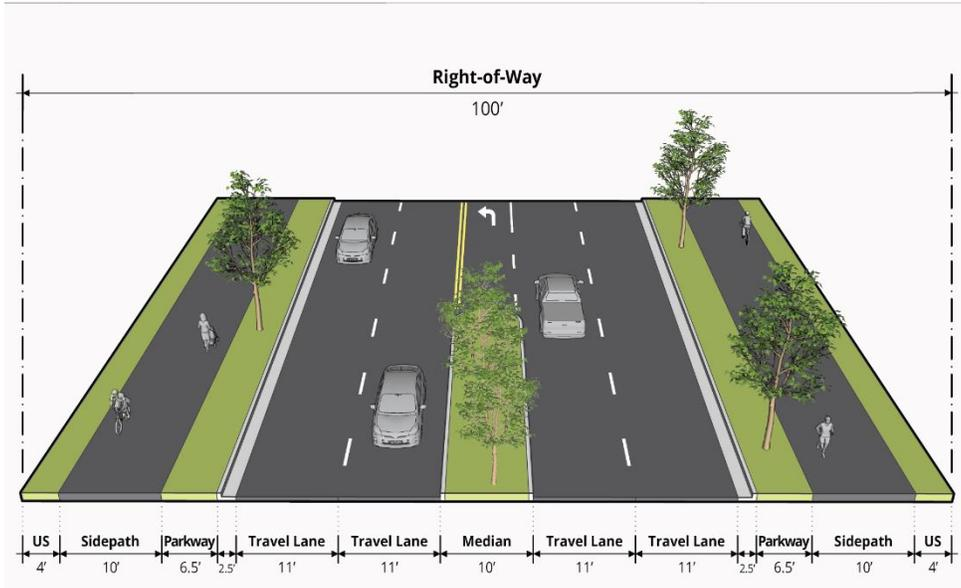 Right-of-Way
100’
US Sidepath Parkway Travel Lane Travel Lane Median Travel Lane Travel Lane Parkway Sidepath US
4’ 10’ 6.5’ 2.5’ 11’ 11’ 10’ 11’ 11’ 2.5’ 6.5’ 10’ 4’